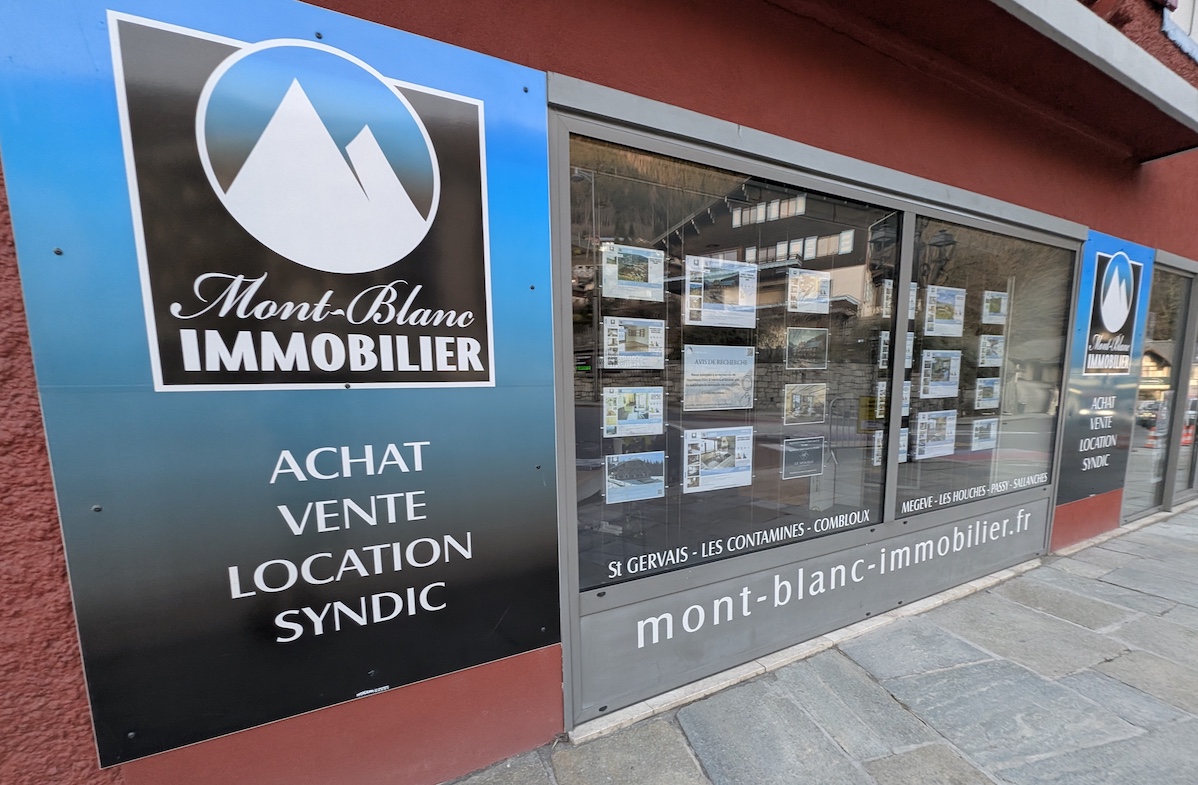 Mont-Blanc
IMMOBILIER
ACHAT
VENTE
LOCATION
SYNDIC
AVIS DE RECHERCHE
St GERVAIS - LES CONTAMINES - COMBLOUX
MEGEVE - LES HOUCHES - PASSY - SALLANCHES
mont-blanc-immobilier.fr
Mont-Blanc
IMMOBILIER
ACHAT
VENTE
LOCATION
SYNDIC